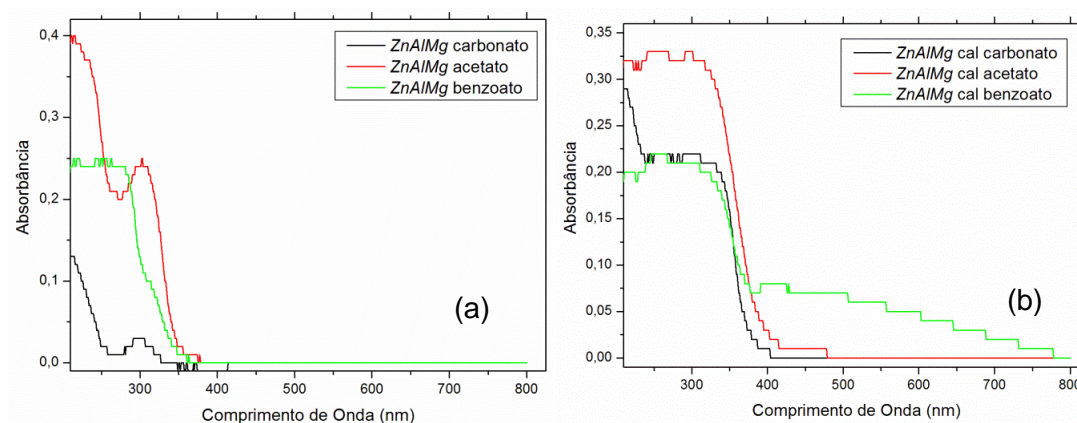 0,4
0,3
0,2
0,1
0,0
Absorbância
300
400
500
600
700
800
Comprimento de Onda (nm)
ZnAlMg carbonato
ZnAlMg acetato
ZnAlMg benzoato
(a)
0,35
0,30
0,25
0,20
0,15
0,10
0,05
0,00
Absorbância
300
400
500
600
700
800
Comprimento de Onda (nm)
ZnAlMg cal carbonato
ZnAlMg cal acetato
ZnAlMg cal benzoato
(b)